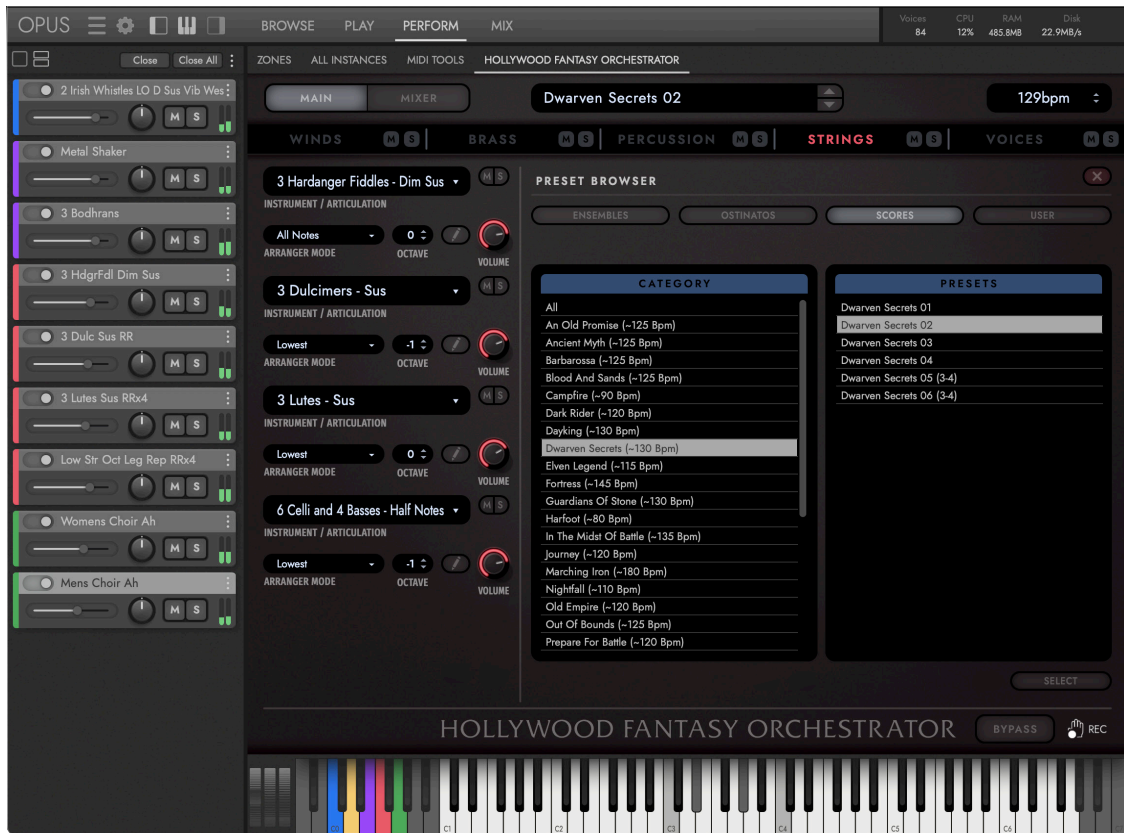 OPUS BROWSE PLAY PERFORM MIX
Voices CPU RAM Disk
84 12% 485.8MB 22.9MB/s
Close Close All
ZONES ALL INSTANCES MIDI TOOLS HOLLYWOOD FANTASY ORCHESTRATOR
2 Irish Whistles LO D Sus Vib Wes
M S
Metal Shaker
M S
3 Bodhrans
M S
3 HdgrFdl Dim Sus
M S
3 Dulc Sus RR
M S
3 Lutes Sus RRx4
M S
Low Str Oct Leg Rep RRx4
M S
Womens Choir Ah
M S
Mens Choir Ah
M S
MAIN MIXER
Dwarven Secrets 02
129bpm
WINDS M S BRASS M S PERCUSSION M S STRINGS M S VOICES M S
3 Hardanger Fiddles - Dim Sus M S
INSTRUMENT / ARTICULATION
All Notes 0
ARRANGER MODE OCTAVE VOLUME
3 Dulcimers - Sus M S
INSTRUMENT / ARTICULATION
Lowest -1
ARRANGER MODE OCTAVE VOLUME
3 Lutes - Sus M S
INSTRUMENT / ARTICULATION
Lowest 0
ARRANGER MODE OCTAVE VOLUME
6 Celli and 4 Basses - Half Notes M S
INSTRUMENT / ARTICULATION
Lowest -1
ARRANGER MODE OCTAVE VOLUME
PRESET BROWSER
ENSEMBLES OSTINATOS SCORES USER
CATEGORY
All
An Old Promise (~125 Bpm)
Ancient Myth (~125 Bpm)
Barbarossa (~125 Bpm)
Blood And Sands (~125 Bpm)
Campfire (~90 Bpm)
Dark Rider (~120 Bpm)
Dayking (~130 Bpm)
Dwarven Secrets (~130 Bpm)
Elven Legend (~115 Bpm)
Fortress (~145 Bpm)
Guardians Of Stone (~130 Bpm)
Harfoot (~80 Bpm)
In The Midst Of Battle (~135 Bpm)
Journey (~120 Bpm)
Marching Iron (~180 Bpm)
Nightfall (~110 Bpm)
Old Empire (~120 Bpm)
Out Of Bounds (~125 Bpm)
Prepare For Battle (~120 Bpm)
PRESETS
Dwarven Secrets 01
Dwarven Secrets 02
Dwarven Secrets 03
Dwarven Secrets 04
Dwarven Secrets 05 (3-4)
Dwarven Secrets 06 (3-4)
SELECT
HOLLYWOOD FANTASY ORCHESTRATOR BYPASS REC
C0 C1 C2 C3 C4 C5 C6